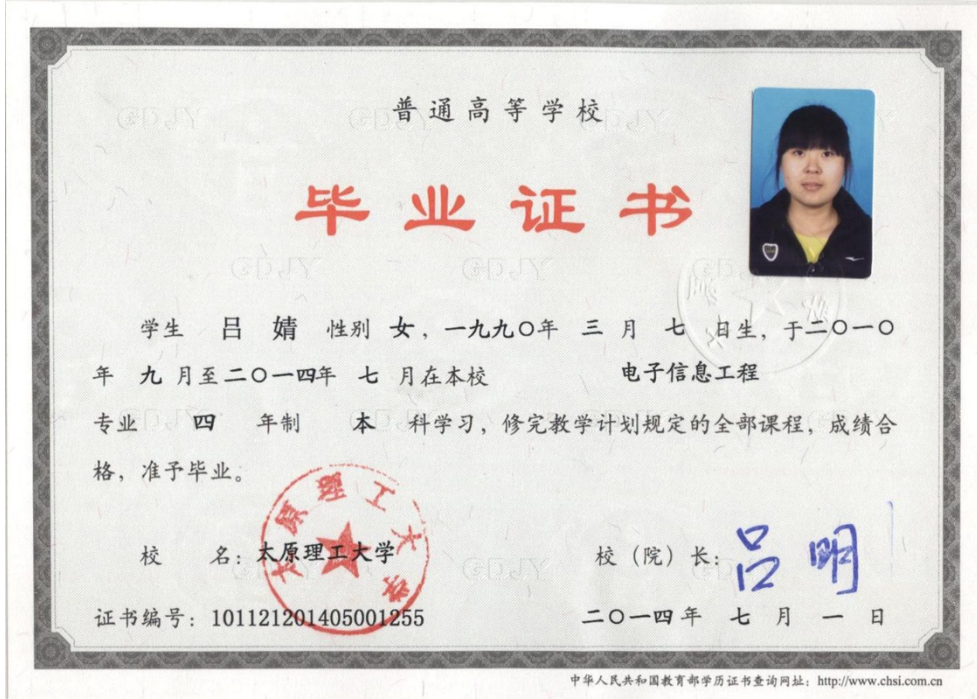 普通高等学校
毕业证书
学生 吕 婧 性别 女，一九九〇年 三 月 七 日生，于二〇一〇
年 九 月至二〇一四年 七 月在本校 电子信息工程
专业 四 年制 本 科学习，修完教学计划规定的全部课程，成绩合
格，准予毕业。
太原理工大学
校 名：太原理工大学 校（院）长：吕明
证书编号：101121201405001255 二〇一四年 七 月 一 日
中华人民共和国教育部学历证书查询网址：http://www.chsi.com.cn